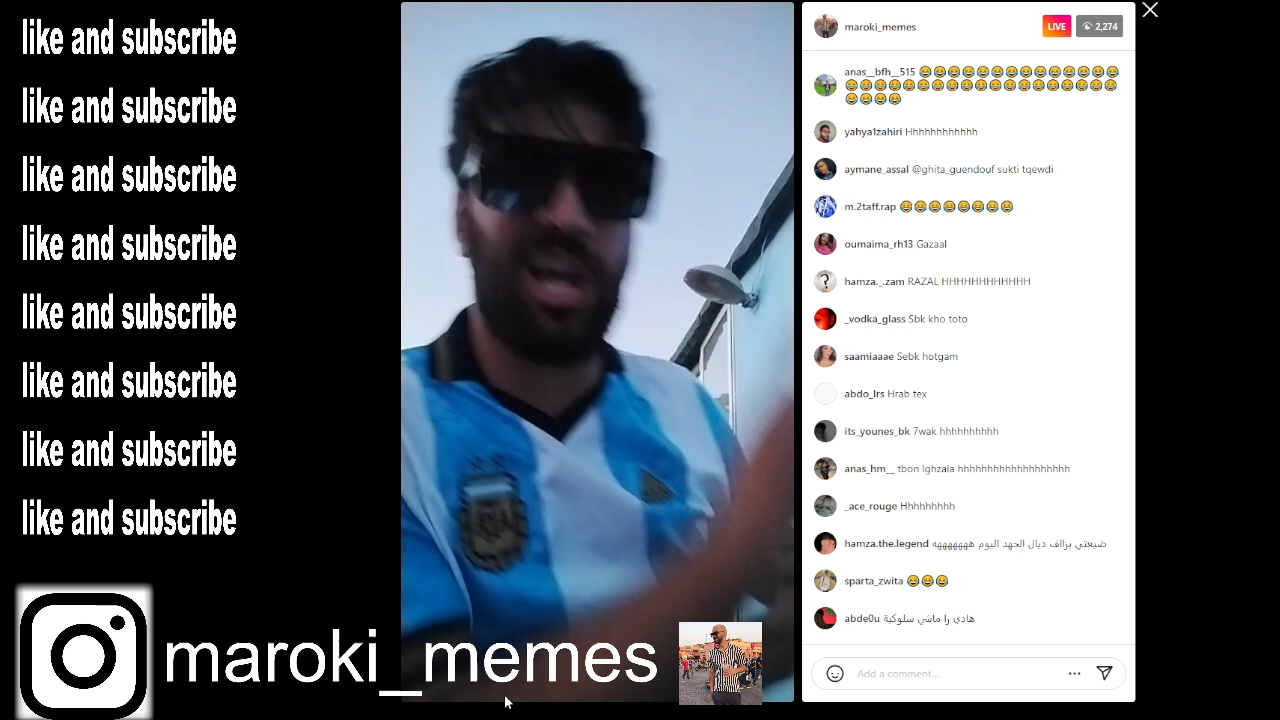 like and subscribe
like and subscribe
like and subscribe
like and subscribe
like and subscribe
like and subscribe
like and subscribe
like and subscribe
maroki_memes
maroki_memes LIVE 2,274
anas__bfh__515 😂😂😂😂😂😂😂😂😂😂😂😂😂😂
😂😂😂😂😂😂😂😂😂😂😂😂😂😂😂😂😂😂😂
😂😂😂😂
yahya1zahiri Hhhhhhhhhhhh
aymane_assal @ghita_guendouf sukti tqewdi
m.2taff.rap 😂😂😂😂😂😂😂😂
oumaima_rh13 Gazaal
hamza._.zam RAZAL HHHHHHHHHHHH
_vodka_glass Sbk kho toto
saamiaaae Sebk hotgam
abdo_lrs Hrab tex
its_younes_bk 7wak hhhhhhhhhh
anas_hm__ tbon lghzala hhhhhhhhhhhhhhhhhhh
_ace_rouge Hhhhhhhhh
hamza.the.legend ضيعتي بزااف ديال الجهد اليوم ههههههه
sparta_zwita 😂😂😂
abde0u هادي را ماشي سلوكية
Add a comment...